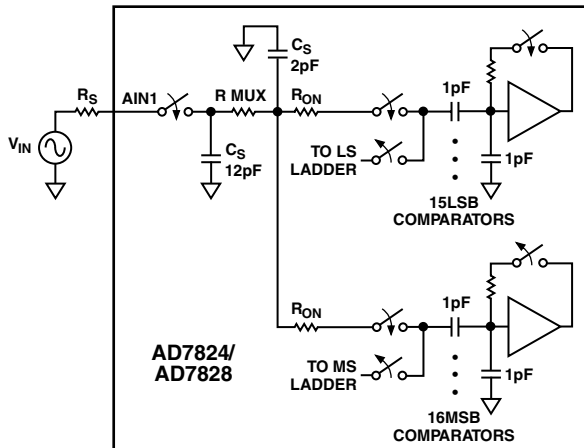 C_S
2pF
R_S
AIN1
R MUX
R_ON
1pF
V_IN
C_S
12pF
TO LS
LADDER
1pF
15LSB
COMPARATORS
R_ON
1pF
AD7824/
AD7828
TO MS
LADDER
1pF
16MSB
COMPARATORS